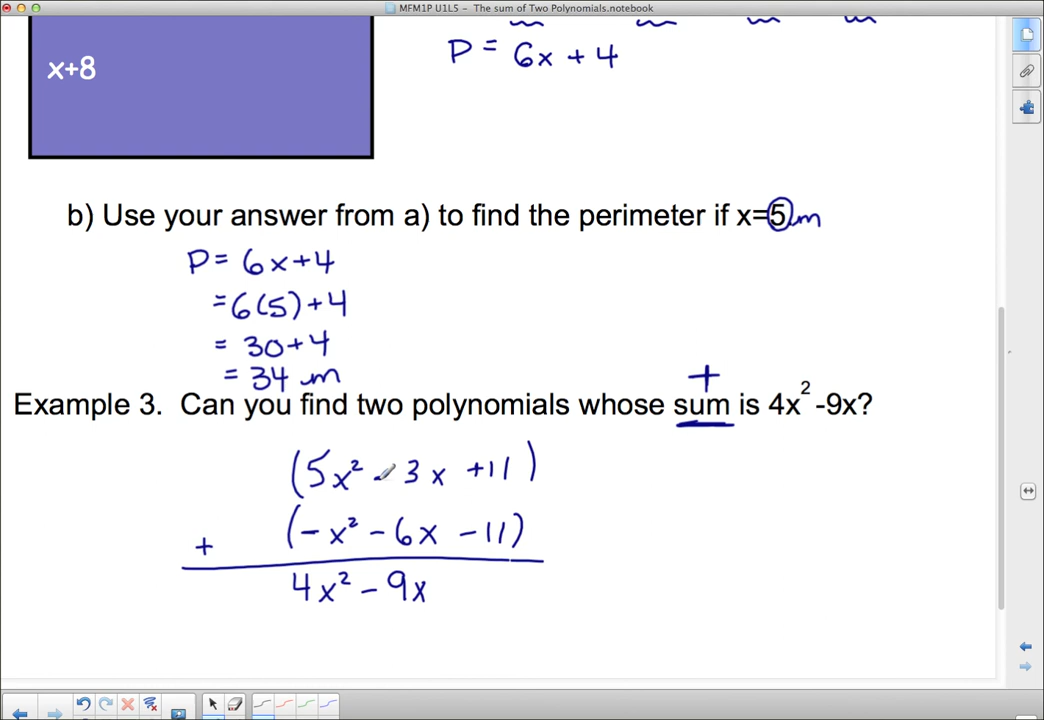 MFM1P U1L5 - The sum of Two Polynomials.notebook
P = 6x + 4
x+8
b) Use your answer from a) to find the perimeter if x=5m
P = 6x+4
= 6(5)+4
= 30+4
= 34 m
+
Example 3. Can you find two polynomials whose sum is 4x² -9x?
(5x² - 3x +11)
+ (-x² - 6x -11)
4x² - 9x